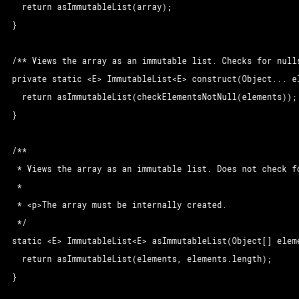 return asImmutableList(array);
}
/** Views the array as an immutable list. Checks for nulls
private static <E> ImmutableList<E> construct(Object... el
return asImmutableList(checkElementsNotNull(elements));
}
/**
* Views the array as an immutable list. Does not check fo
*
* <p>The array must be internally created.
*/
static <E> ImmutableList<E> asImmutableList(Object[] eleme
return asImmutableList(elements, elements.length);
}